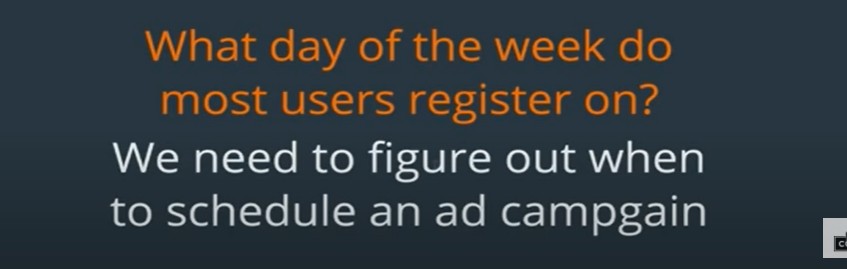 What day of the week do
most users register on?
We need to figure out when
to schedule an ad campgain